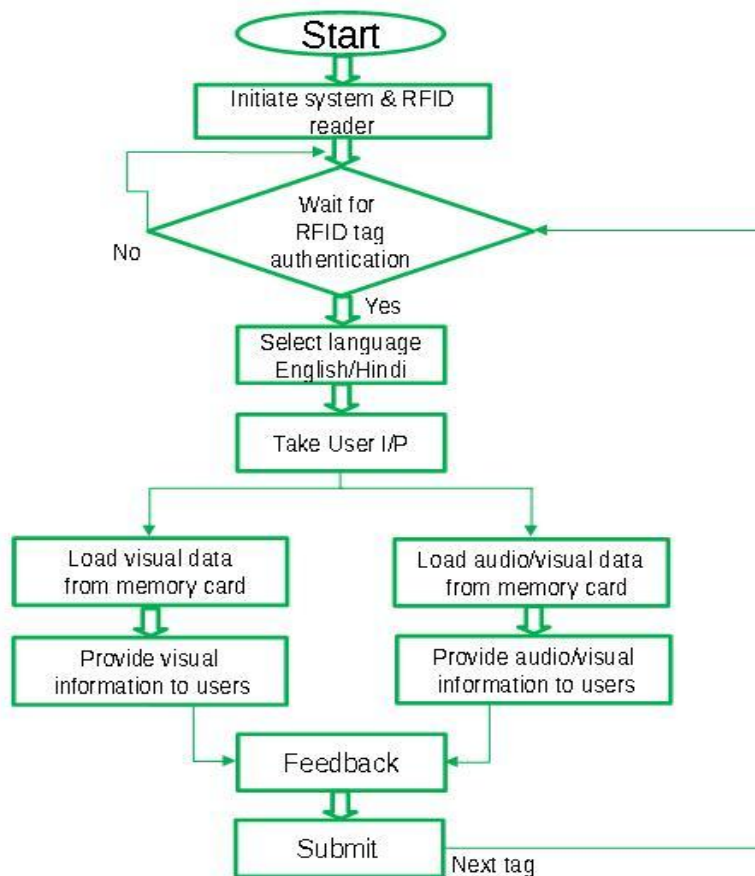 Start
Initiate system & RFID
reader
Wait for
RFID tag
authentication
No
Yes
Select language
English/Hindi
Take User I/P
Load visual data
from memory card
Load audio/visual data
from memory card
Provide visual
information to users
Provide audio/visual
information to users
Feedback
Submit
Next tag